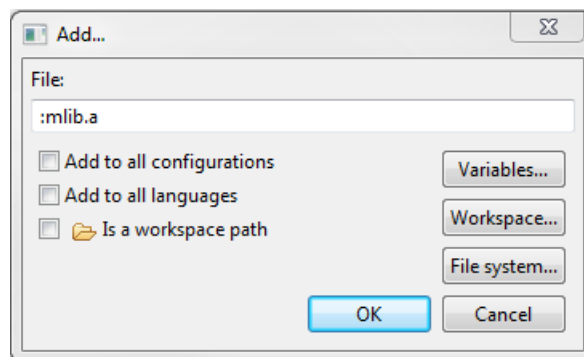 Add...
File:
:mlib.a
Add to all configurations
Variables...
Add to all languages
Workspace...
Is a workspace path
File system...
OK
Cancel